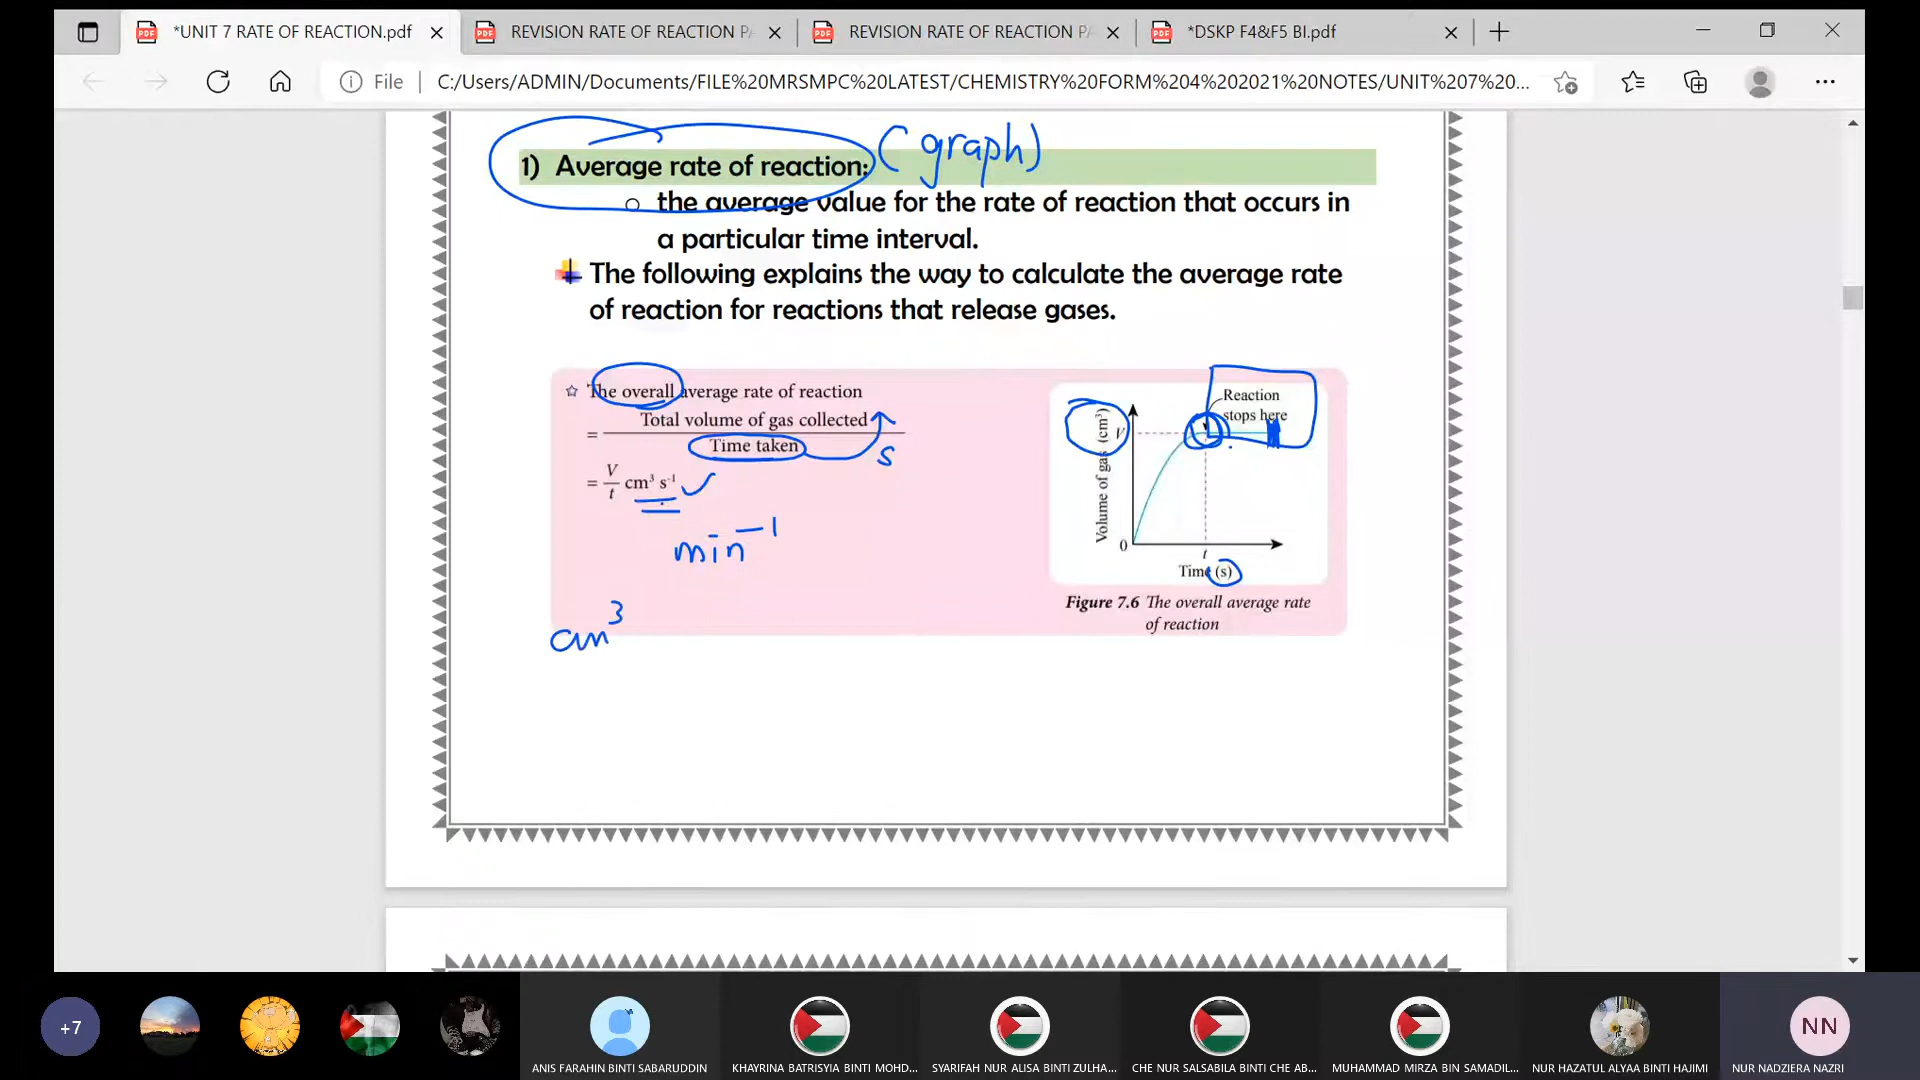 *UNIT 7 RATE OF REACTION.pdf
REVISION RATE OF REACTION PA
REVISION RATE OF REACTION PA
*DSKP F4&F5 BI.pdf
File
C:/Users/ADMIN/Documents/FILE%20MRSMPC%20LATEST/CHEMISTRY%20FORM%204%202021%20NOTES/UNIT%207%20...
1) Average rate of reaction: (graph)
the average value for the rate of reaction that occurs in
a particular time interval.
The following explains the way to calculate the average rate
of reaction for reactions that release gases.
The overall average rate of reaction
Total volume of gas collected
=
Time taken
s
= V/t cm³ s⁻¹
min⁻¹
cm³
Reaction
stops here
Volume of gas (cm³)
V
0
t
Time (s)
Figure 7.6 The overall average rate
of reaction
+7
ANIS FARAHIN BINTI SABARUDDIN
KHAYRINA BATRISYIA BINTI MOHD...
SYARIFAH NUR ALISA BINTI ZULHA...
CHE NUR SALSABILA BINTI CHE AB...
MUHAMMAD MIRZA BIN SAMADIL...
NUR HAZATUL ALYAA BINTI HAJIMI
NN
NUR NADZIERA NAZRI